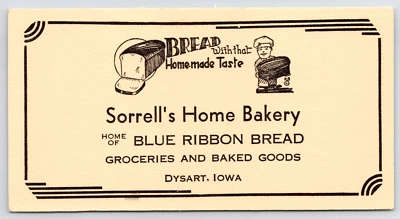 BREAD
with that
Home-made Taste
Sorrell's Home Bakery
HOME OF BLUE RIBBON BREAD
GROCERIES AND BAKED GOODS
DYSART, IOWA